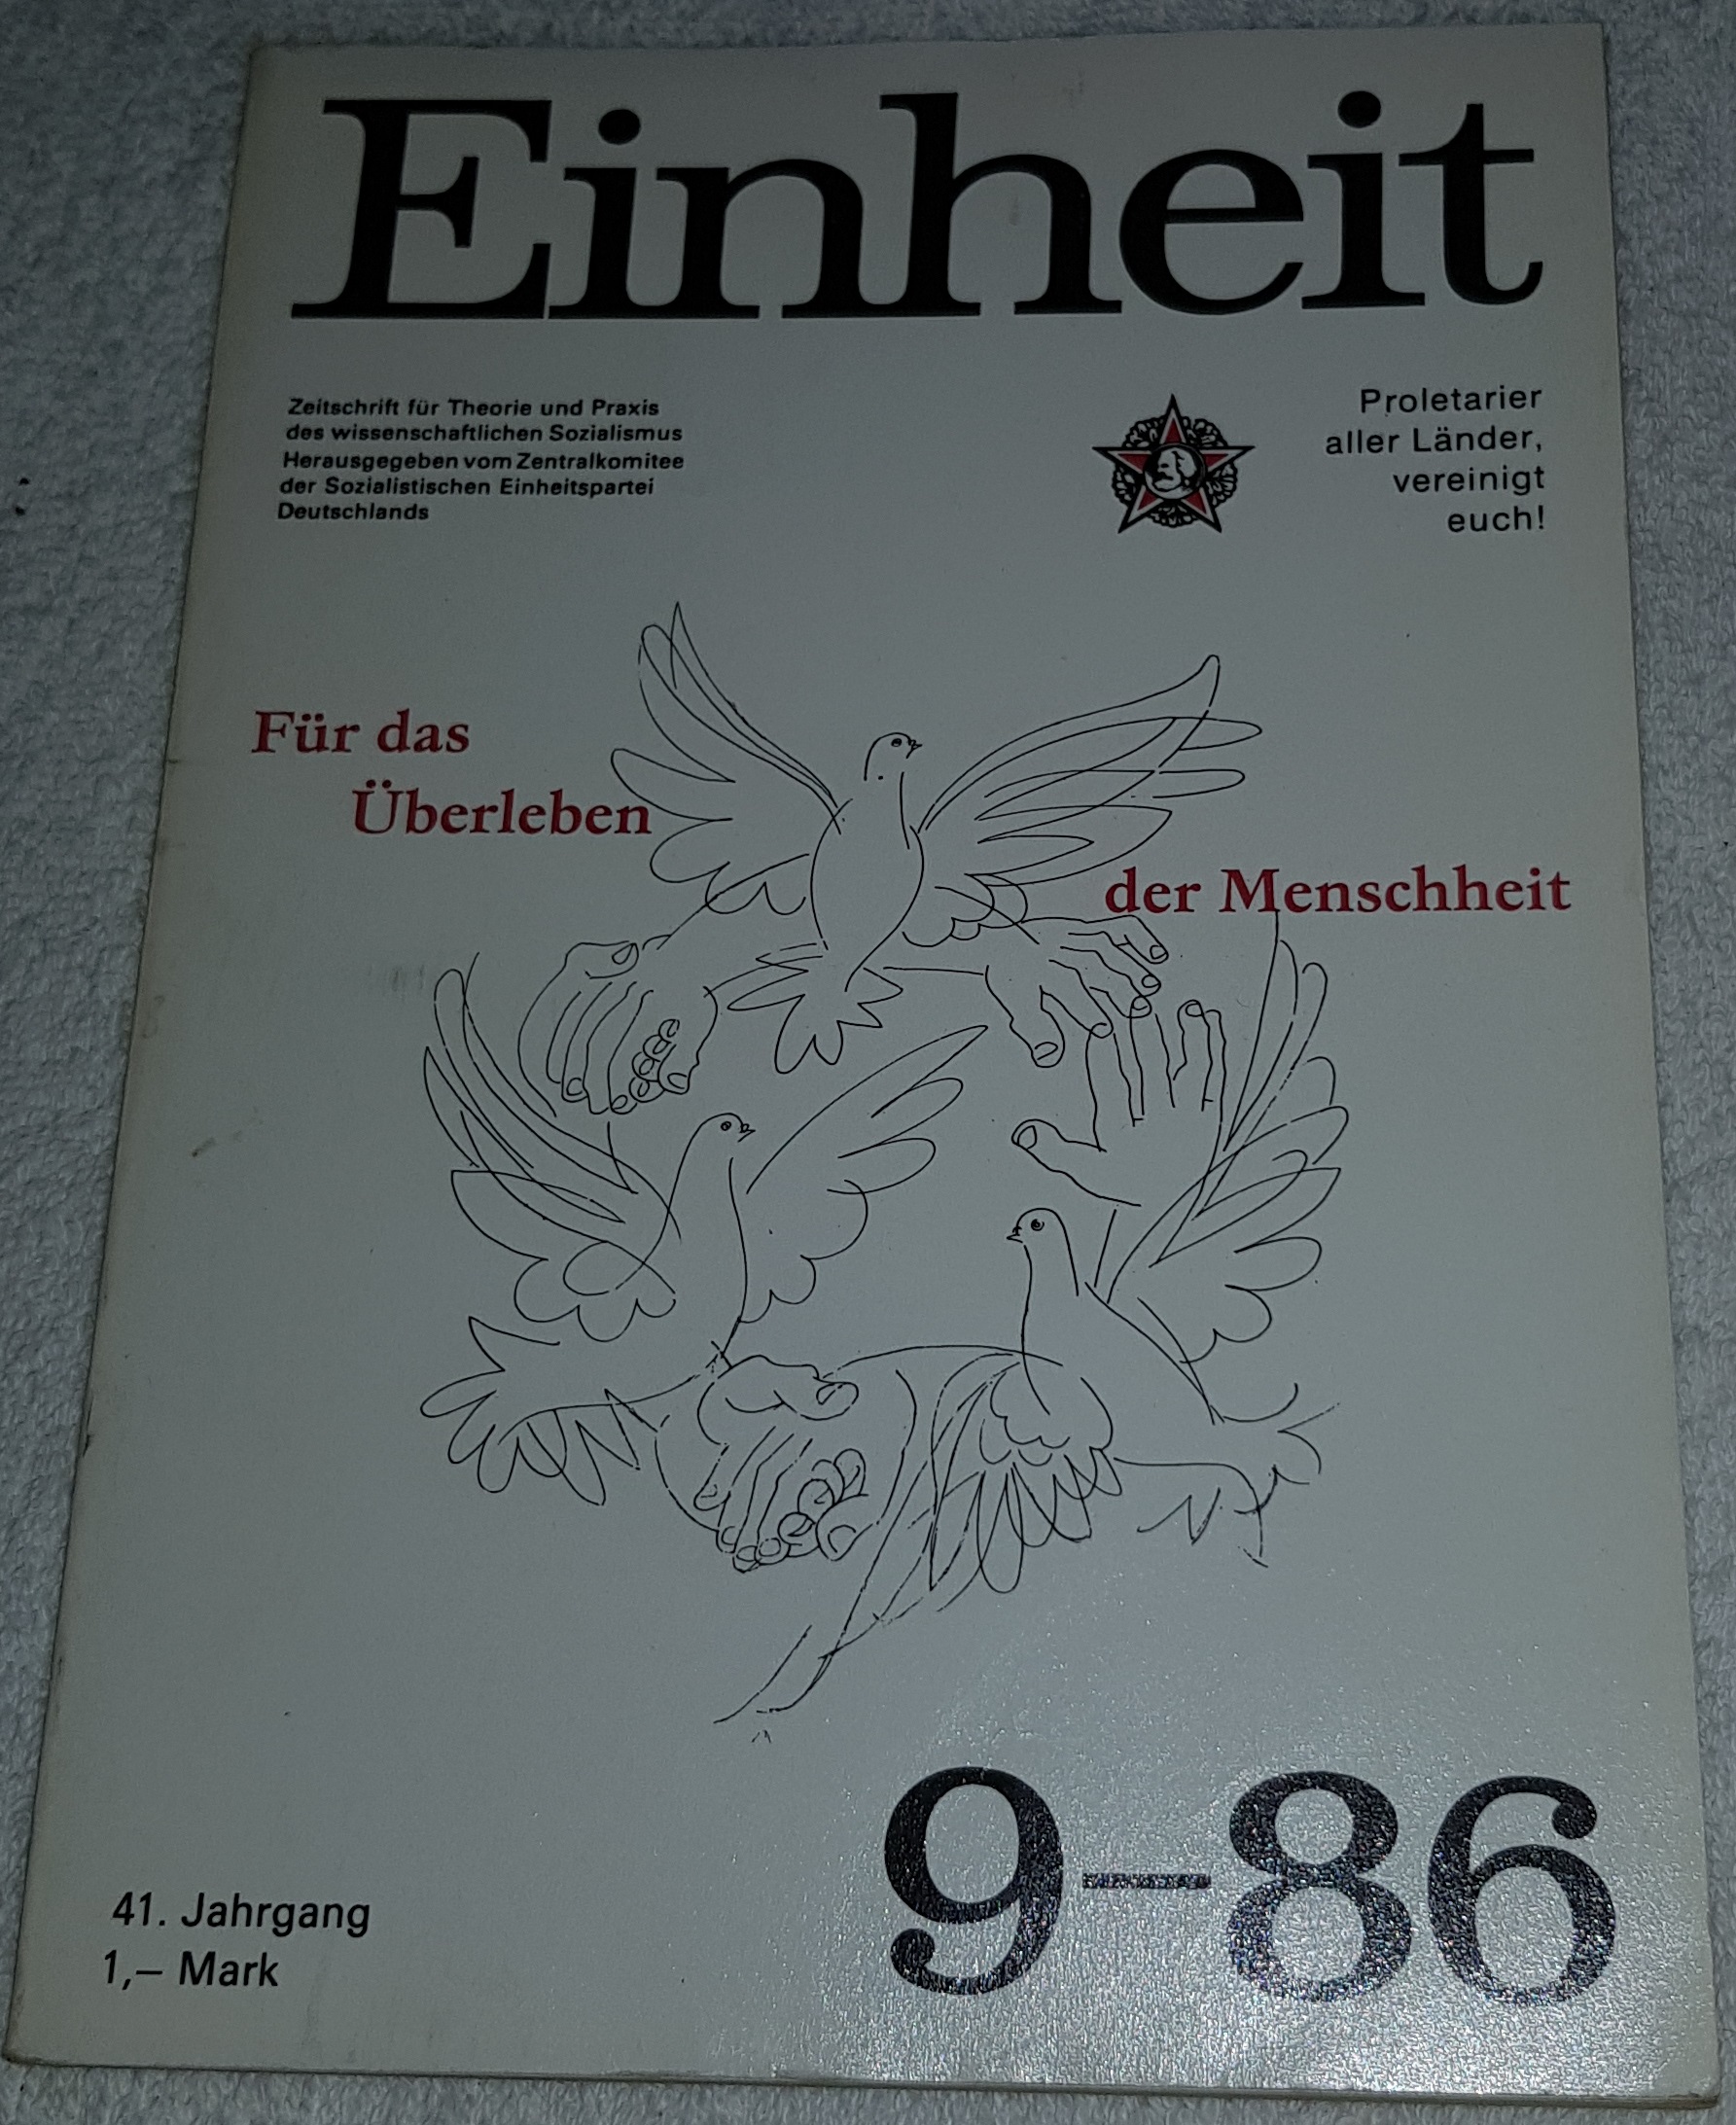 Einheit
Zeitschrift für Theorie und Praxis
des wissenschaftlichen Sozialismus
Herausgegeben vom Zentralkomitee
der Sozialistischen Einheitspartei
Deutschlands
Proletarier
aller Länder,
vereinigt
euch!
Für das
Überleben
der Menschheit
9–86
41. Jahrgang
1,– Mark